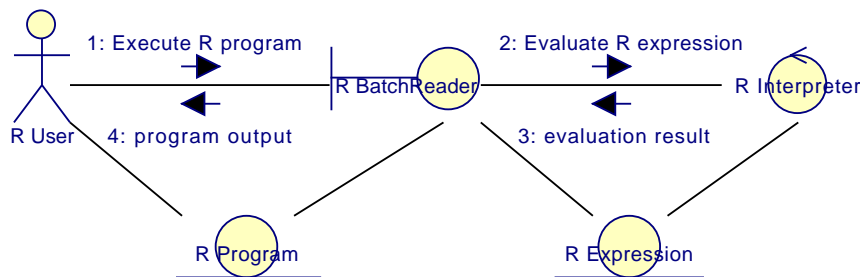 1: Execute R program
2: Evaluate R expression
R BatchReader
R Interpreter
R User
4: program output
3: evaluation result
R Program
R Expression